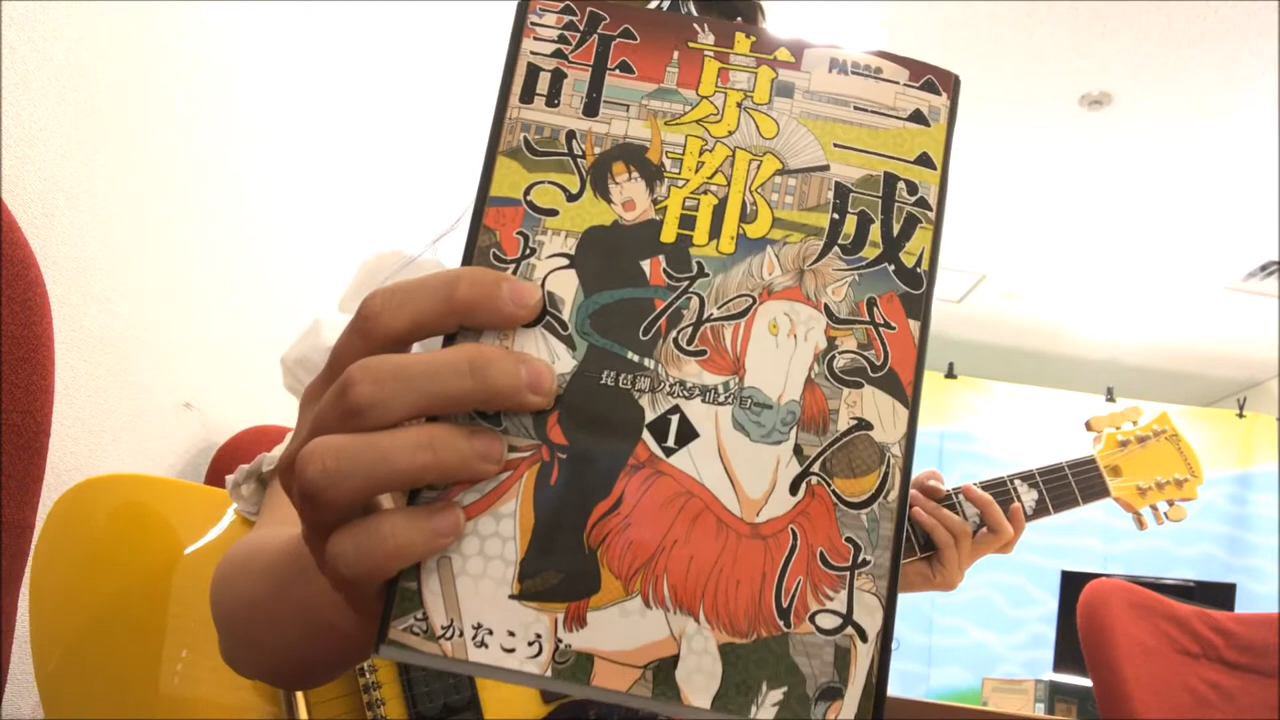 三成さんは
京都を
許さな
―琵琶湖ノ水ヲ止メヨ―
1
さかなこうじ